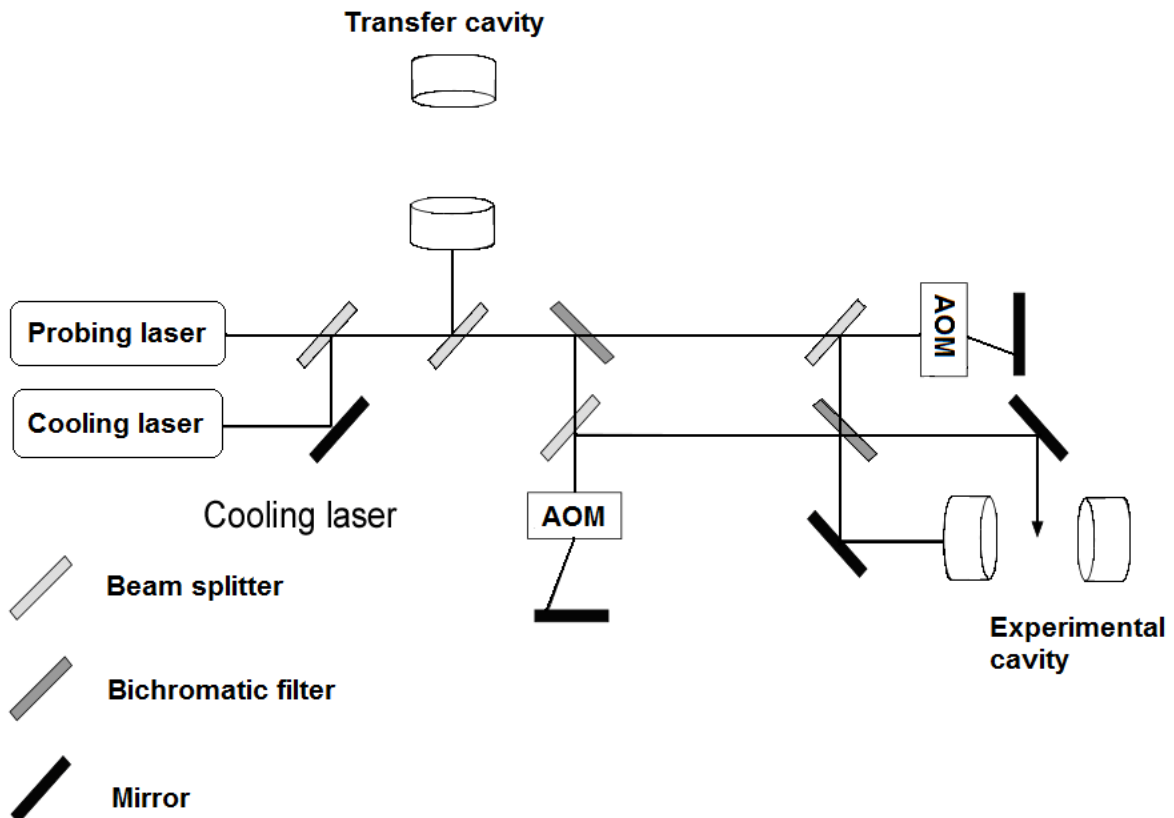 Transfer cavity
Probing laser
AOM
Cooling laser
Cooling laser
AOM
Beam splitter
Experimental
cavity
Bichromatic filter
Mirror